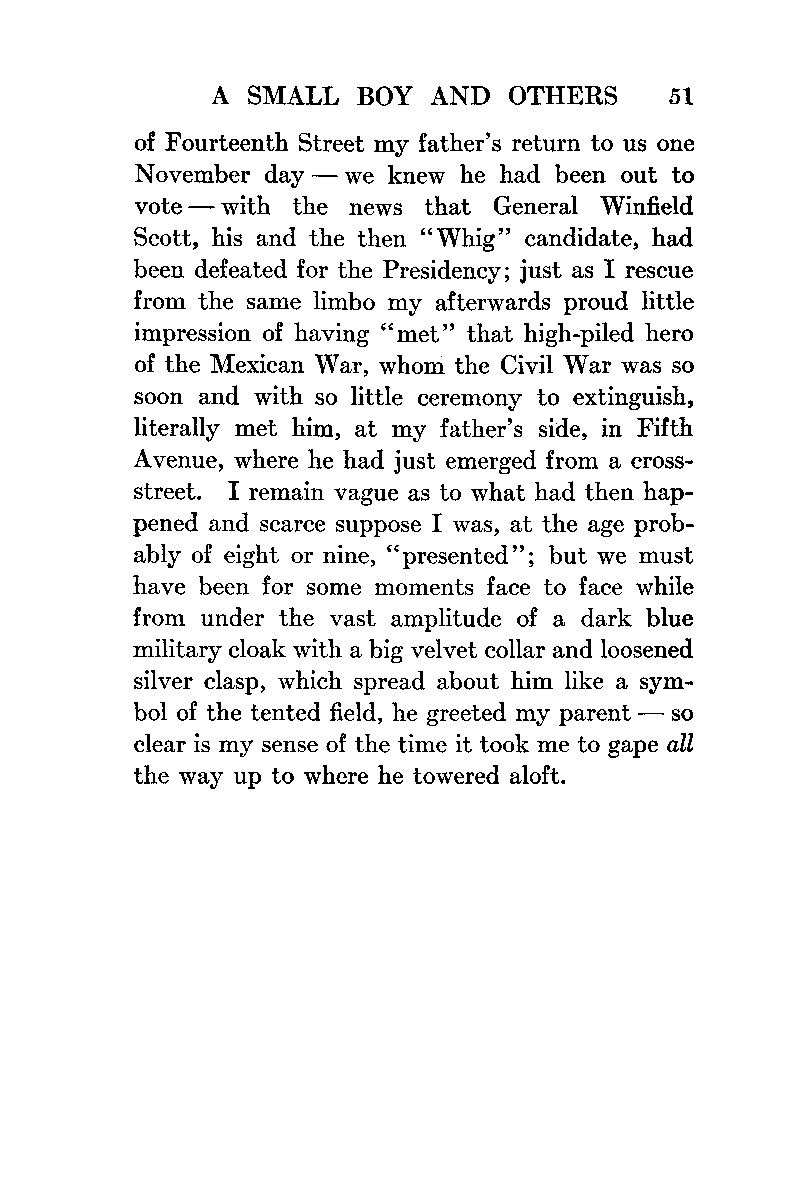 A SMALL BOY AND OTHERS 51
of Fourteenth Street my father's return to us one
November day — we knew he had been out to
vote — with the news that General Winfield
Scott, his and the then "Whig" candidate, had
been defeated for the Presidency; just as I rescue
from the same limbo my afterwards proud little
impression of having "met" that high-piled hero
of the Mexican War, whom the Civil War was so
soon and with so little ceremony to extinguish,
literally met him, at my father's side, in Fifth
Avenue, where he had just emerged from a cross-
street. I remain vague as to what had then hap-
pened and scarce suppose I was, at the age prob-
ably of eight or nine, "presented"; but we must
have been for some moments face to face while
from under the vast amplitude of a dark blue
military cloak with a big velvet collar and loosened
silver clasp, which spread about him like a sym-
bol of the tented field, he greeted my parent — so
clear is my sense of the time it took me to gape all
the way up to where he towered aloft.